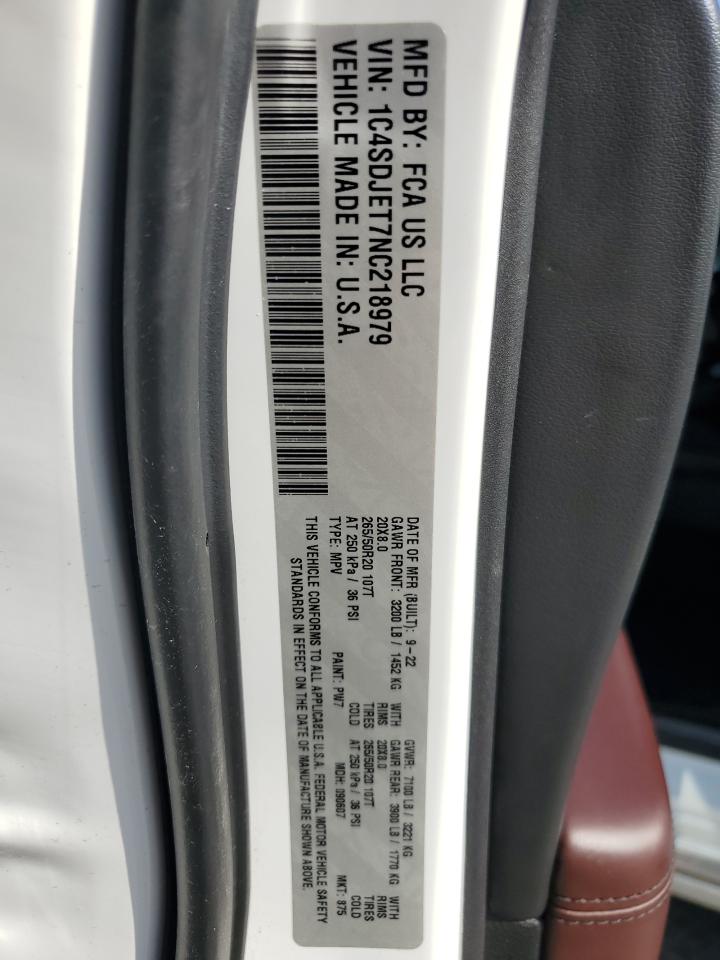 MFD BY: FCA US LLC
VIN: 1C4SDJET7NC218979
VEHICLE MADE IN: U.S.A.
DATE OF MFR (BUILT): 9-22 GVWR: 7100 LB / 3221 KG
GAWR FRONT: 3200 LB / 1452 KG WITH GAWR REAR: 3900 LB / 1770 KG WITH
20X8.0 RIMS 20X8.0 RIMS
265/50R20 107T TIRES 265/50R20 107T TIRES
AT 250 kPa / 36 PSI COLD AT 250 kPa / 36 PSI COLD
TYPE: MPV PAINT: PW7 MDH: 090607 MKT: 875
THIS VEHICLE CONFORMS TO ALL APPLICABLE U.S.A. FEDERAL MOTOR VEHICLE SAFETY
STANDARDS IN EFFECT ON THE DATE OF MANUFACTURE SHOWN ABOVE.